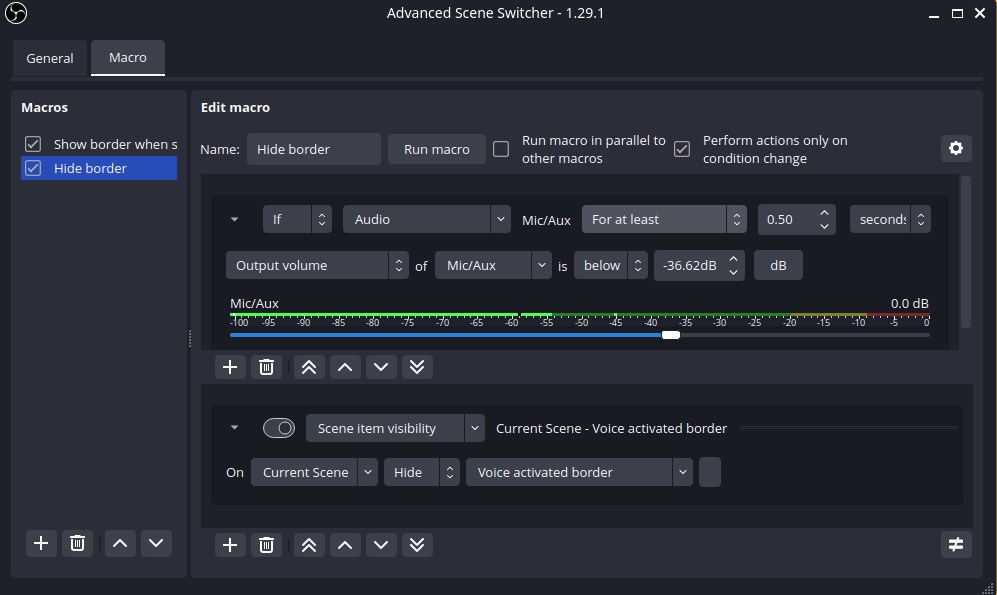 Advanced Scene Switcher - 1.29.1
General
Macro
Macros
Show border when s
Hide border
Edit macro
Name:
Hide border
Run macro
Run macro in parallel to
other macros
Perform actions only on
condition change
If
Audio
Mic/Aux
For at least
0.50
seconds
Output volume
of
Mic/Aux
is
below
-36.62dB
dB
Mic/Aux
0.0 dB
-100 -95 -90 -85 -80 -75 -70 -65 -60 -55 -50 -45 -40 -35 -30 -25 -20 -15 -10 -5 0
Scene item visibility
Current Scene - Voice activated border
On
Current Scene
Hide
Voice activated border